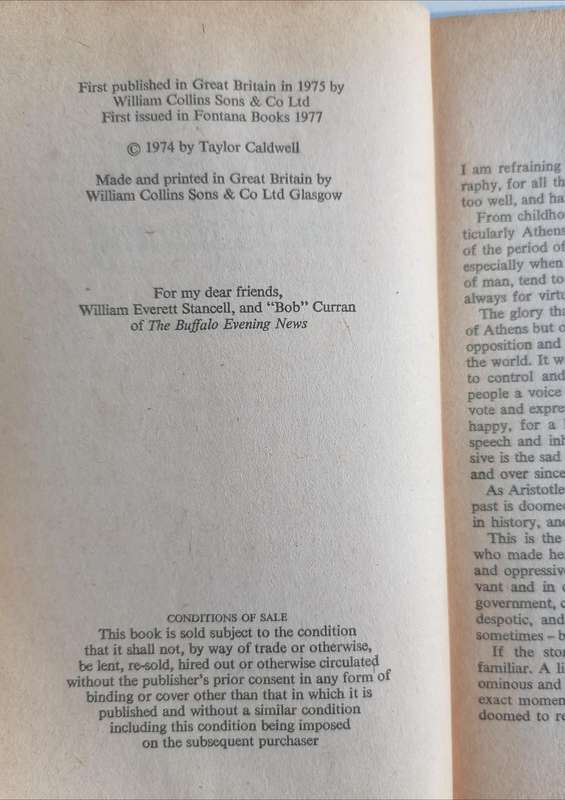 First published in Great Britain in 1975 by
William Collins Sons & Co Ltd
First issued in Fontana Books 1977
© 1974 by Taylor Caldwell
Made and printed in Great Britain by
William Collins Sons & Co Ltd Glasgow
For my dear friends,
William Everett Stancell, and “Bob” Curran
of The Buffalo Evening News
CONDITIONS OF SALE
This book is sold subject to the condition
that it shall not, by way of trade or otherwise,
be lent, re-sold, hired out or otherwise circulated
without the publisher's prior consent in any form of
binding or cover other than that in which it is
published and without a similar condition
including this condition being imposed
on the subsequent purchaser
I am refraining
raphy, for all th
too well, and ha
From childho
ticularly Athens
of the period of
especially when
of man, tend to
always for virtu
The glory tha
of Athens but o
opposition and
the world. It w
to control and
people a voice
vote and expre
happy, for a l
speech and inh
sive is the sad
and over since
As Aristotle
past is doomed
in history, and
This is the
who made he
and oppressive
vant and in
government, c
despotic, and
sometimes – b
If the stor
familiar. A li
ominous and
exact momen
doomed to re